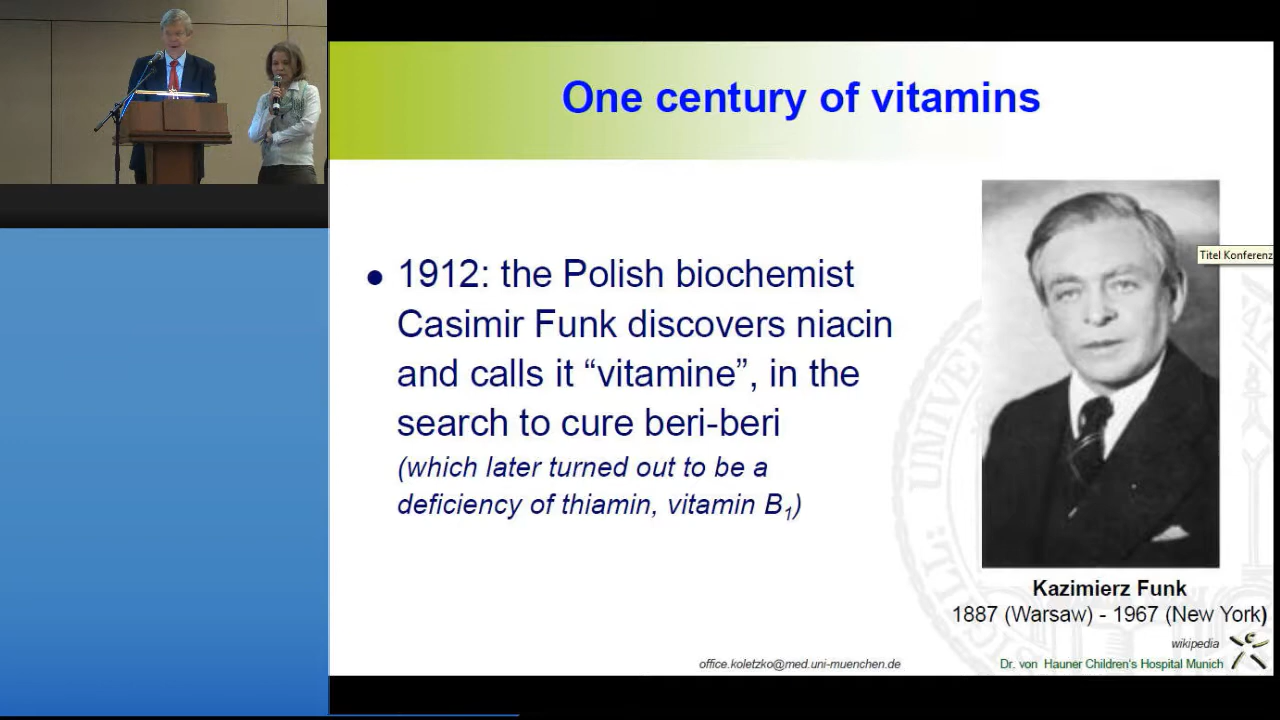 One century of vitamins
● 1912: the Polish biochemist
Casimir Funk discovers niacin
and calls it “vitamine”, in the
search to cure beri-beri
(which later turned out to be a
deficiency of thiamin, vitamin B1)
Titel Konferenz
UNIVE
Kazimierz Funk
1887 (Warsaw) - 1967 (New York)
wikipedia
office.koletzko@med.uni-muenchen.de
Dr. von Hauner Children's Hospital Munich